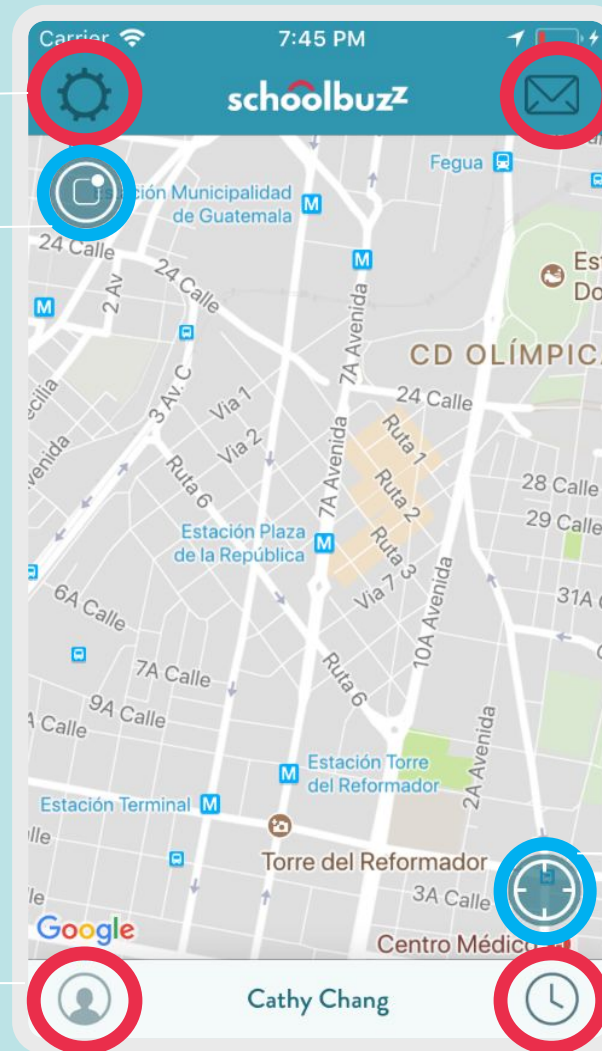 Carrier 7:45 PM
schoolbuzz
Fegua
Estación Municipalidad
de Guatemala
M
24 Calle
24 Calle
M
2 Av
M
7A Avenida
CD OLÍMPIC
3 Av. C
Via 1
Via 2
24 Calle
Ruta 1
Ruta 2
Ruta 3
Ruta 6
7A Avenida
28 Calle
29 Calle
Estación Plaza
de la República
M
Via 7
10A Avenida
31A
6A Calle
7A Calle
Ruta 6
9A Calle
Calle
2A Avenida
Estación Torre
del Reformador
M
Estación Terminal M
Torre del Reformador
3A Calle
Google
Centro Médico
Cathy Chang